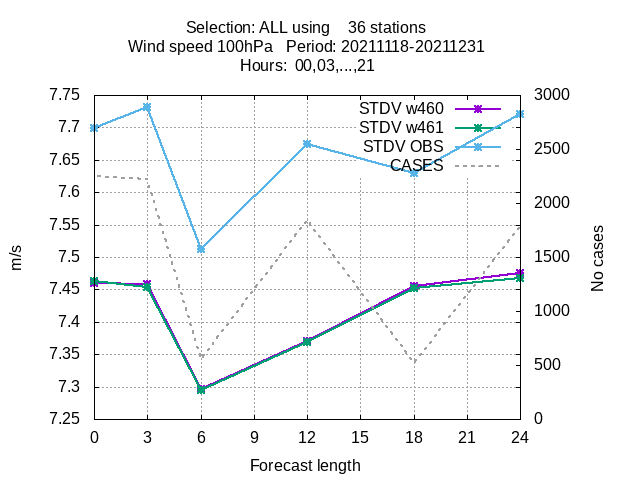 Selection: ALL using    36 stations
Wind speed 100hPa   Period: 20211118-20211231
Hours:  00,03,...,21
7.75
7.7
7.65
7.6
7.55
7.5
7.45
7.4
7.35
7.3
7.25
m/s
STDV w460
STDV w461
STDV OBS
CASES
3000
2500
2000
1500
1000
500
0
No cases
0 3 6 9 12 15 18 21 24
Forecast length